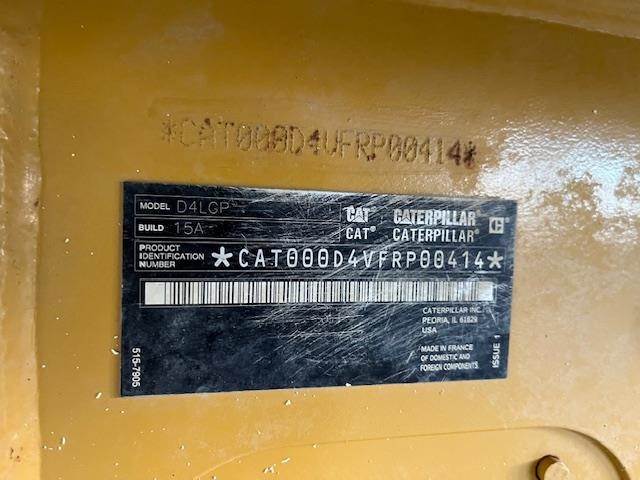 *CAT000D4VFRP00414*
MODEL D4LGP
CAT CATERPILLAR
BUILD 15A
CAT® CATERPILLAR®
PRODUCT
IDENTIFICATION
NUMBER
*CAT000D4VFRP00414*
CATERPILLAR INC.
PEORIA, IL 61629
USA
MADE IN FRANCE
OF DOMESTIC AND
FOREIGN COMPONENTS
515-7905
ISSUE 1